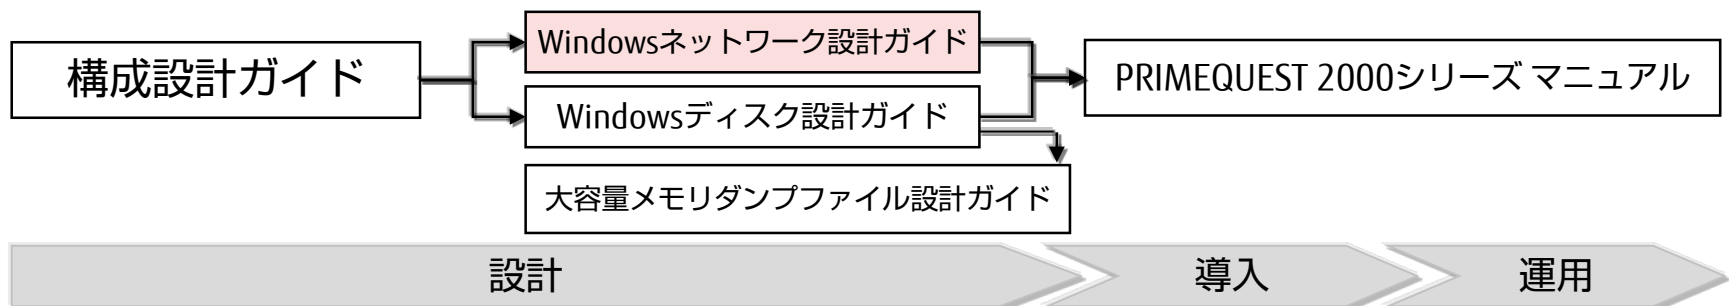 Windowsネットワーク設計ガイド
構成設計ガイド
PRIMEQUEST 2000シリーズ マニュアル
Windowsディスク設計ガイド
大容量メモリダンプファイル設計ガイド
設計
導入
運用